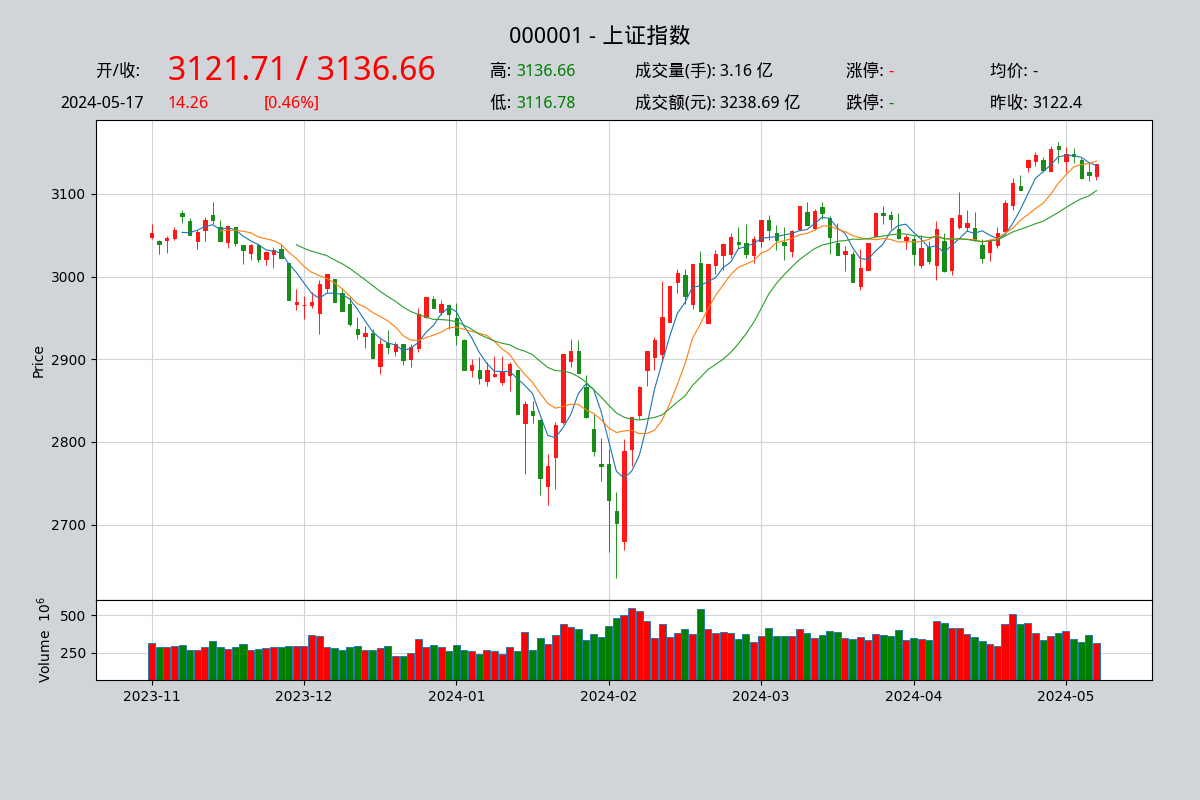 000001 - 上证指数
开/收: 3121.71 / 3136.66 高: 3136.66 成交量(手): 3.16 亿 涨停: - 均价: -
2024-05-17 14.26 [0.46%] 低: 3116.78 成交额(元): 3238.69 亿 跌停: - 昨收: 3122.4
3100
3000
2900
2800
2700
Price
500
250
Volume 10⁶
2023-11 2023-12 2024-01 2024-02 2024-03 2024-04 2024-05